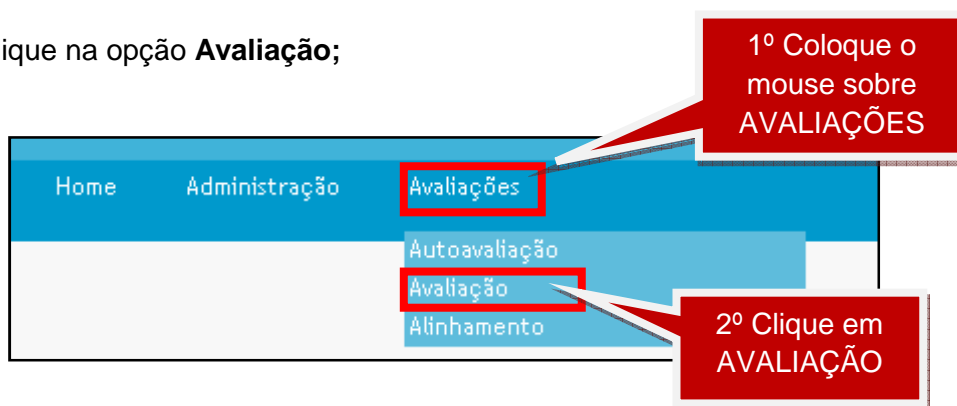 ique na opção Avaliação;
1º Coloque o
mouse sobre
AVALIAÇÕES
Home Administração Avaliações
Autoavaliação
Avaliação
Alinhamento
2º Clique em
AVALIAÇÃO